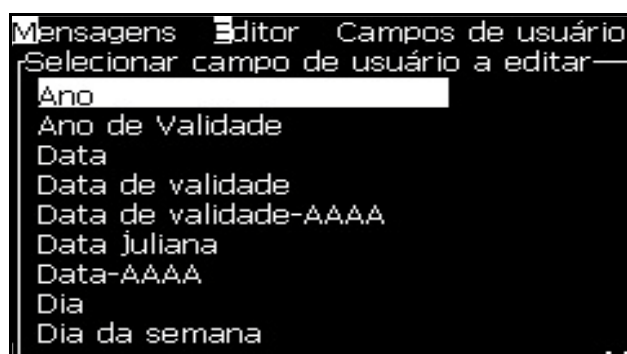 Mensagens Editor Campos de usuário
Selecionar campo de usuário a editar
Ano
Ano de Validade
Data
Data de validade
Data de validade-AAAA
Data juliana
Data-AAAA
Dia
Dia da semana